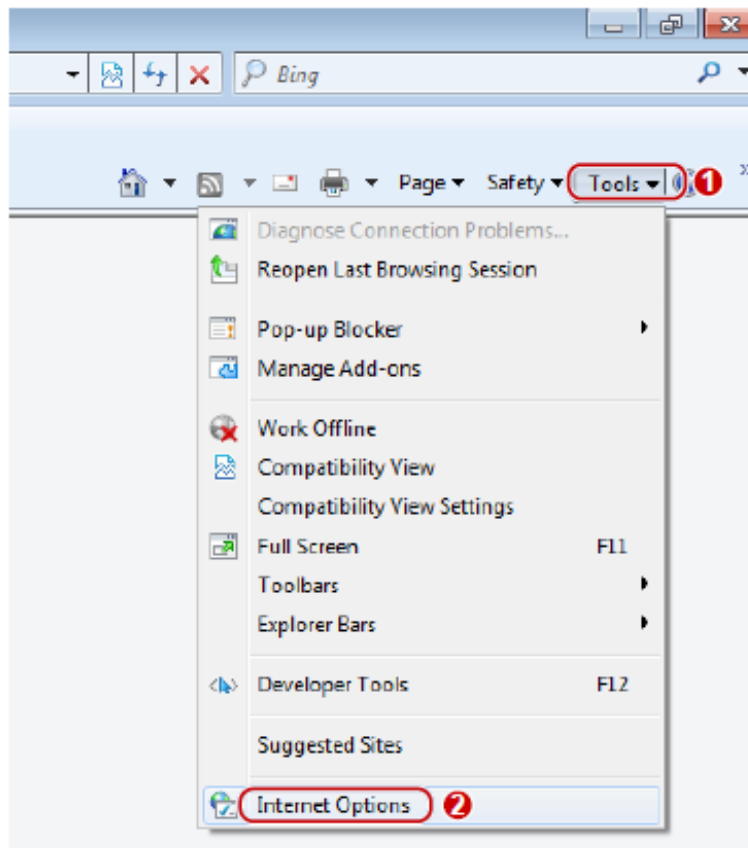 Bing
Page Safety Tools 1
Diagnose Connection Problems...
Reopen Last Browsing Session
Pop-up Blocker
Manage Add-ons
Work Offline
Compatibility View
Compatibility View Settings
Full Screen F11
Toolbars
Explorer Bars
Developer Tools F12
Suggested Sites
Internet Options 2